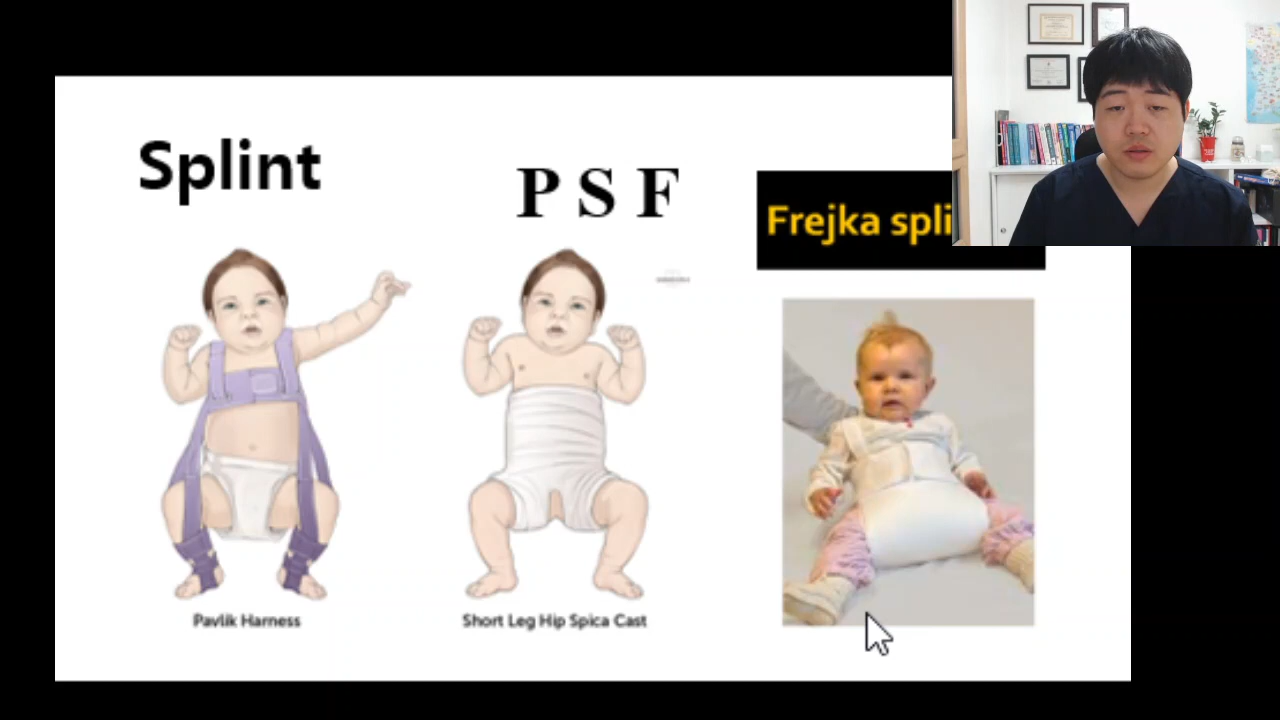 Splint
P S F
Frejka spli
Pavlik Harness
Short Leg Hip Spica Cast